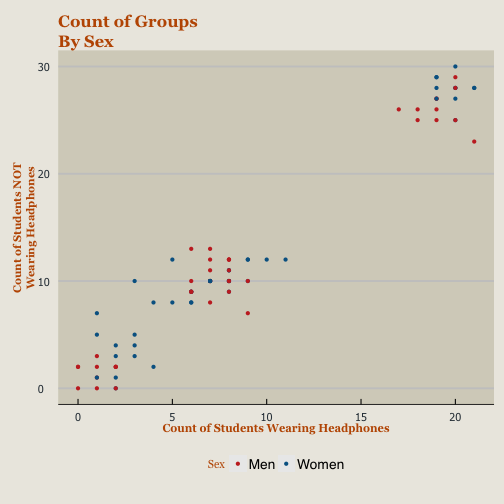 Count of Groups
By Sex
Count of Students NOT
Wearing Headphones
30
20
10
0
0 5 10 15 20
Count of Students Wearing Headphones
Sex Men Women